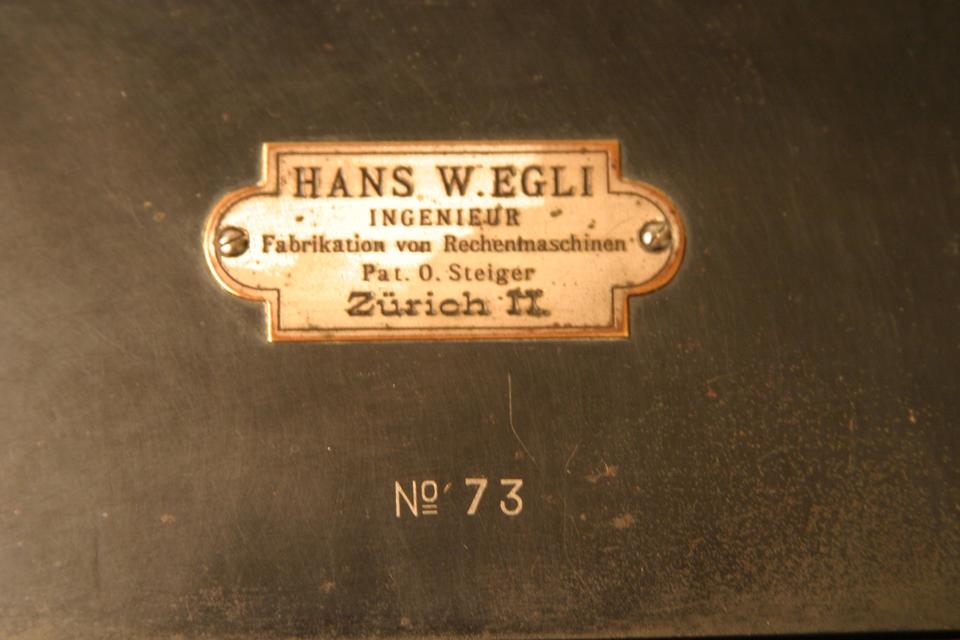 HANS W. EGLI
INGENIEUR
Fabrikation von Rechenmaschinen
Pat. O. Steiger
Zürich II.
Nº 73